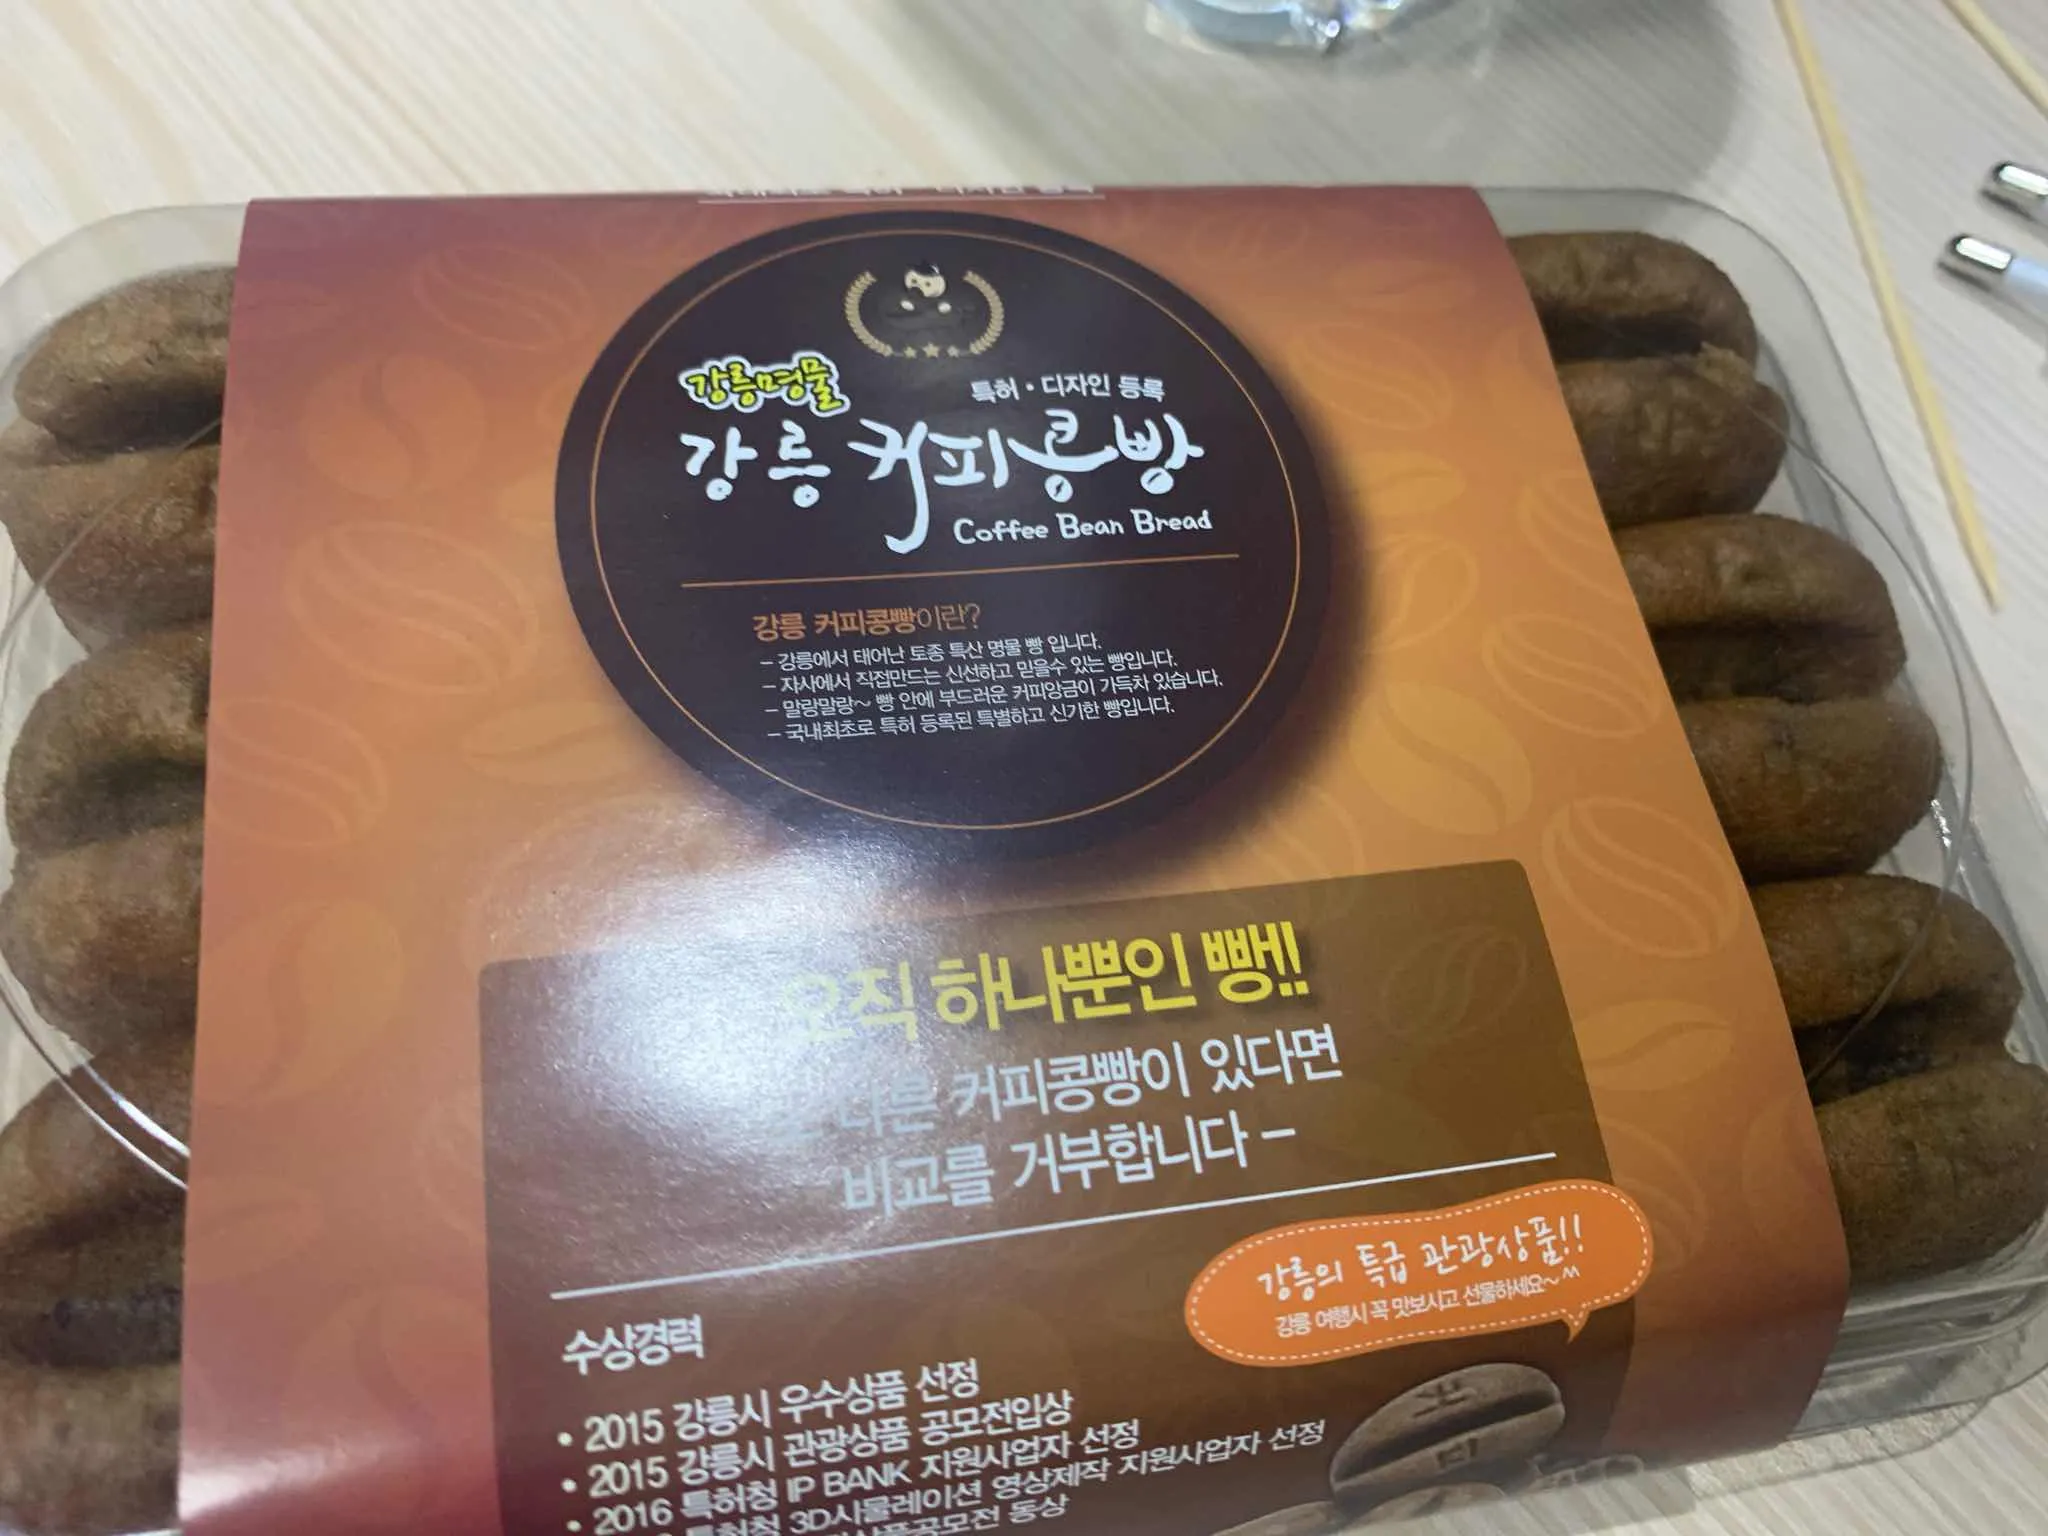 강릉명물
특허 · 디자인 등록
강릉 커피콩빵
Coffee Bean Bread
강릉 커피콩빵이란?
- 강릉에서 태어난 토종 특산 명물 빵 입니다.
- 자사에서 직접만드는 신선하고 믿을수 있는 빵입니다.
- 말랑말랑~ 빵 안에 부드러운 커피앙금이 가득차 있습니다.
- 국내최초로 특허 등록된 특별하고 신기한 빵입니다.
오직 하나뿐인 빵!!
다른 커피콩빵이 있다면
비교를 거부합니다 -
강릉의 특급 관광상품!!
강릉 여행시 꼭 맛보시고 선물하세요~^^
수상경력
• 2015 강릉시 우수상품 선정
• 2015 강릉시 관광상품 공모전입상
• 2016 특허청 IP BANK 지원사업자 선정
특허청 3D시뮬레이션 영상제작 지원사업자 선정
상품공모전 동상
커
피